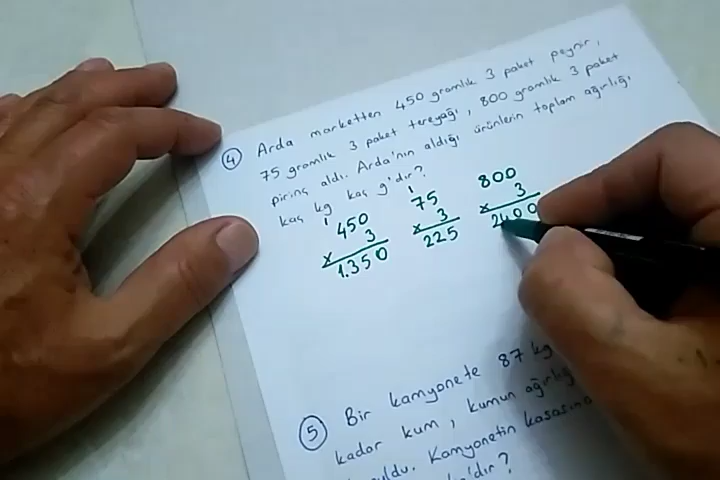 4 Arda marketten 450 gramlık 3 paket peynir,
75 gramlık 3 paket tereyağı, 800 gramlık 3 paket
pirinç aldı. Arda'nın aldığı ürünlerin toplam ağırlığı
kaç kg kaç g'dır?
1 1
450 75 800
x 3 x 3 x 3
1.350 225 2400
5 Bir kamyonete 87 kg
kadar kum, kumun ağırlığı
Kamyonetin kasasına